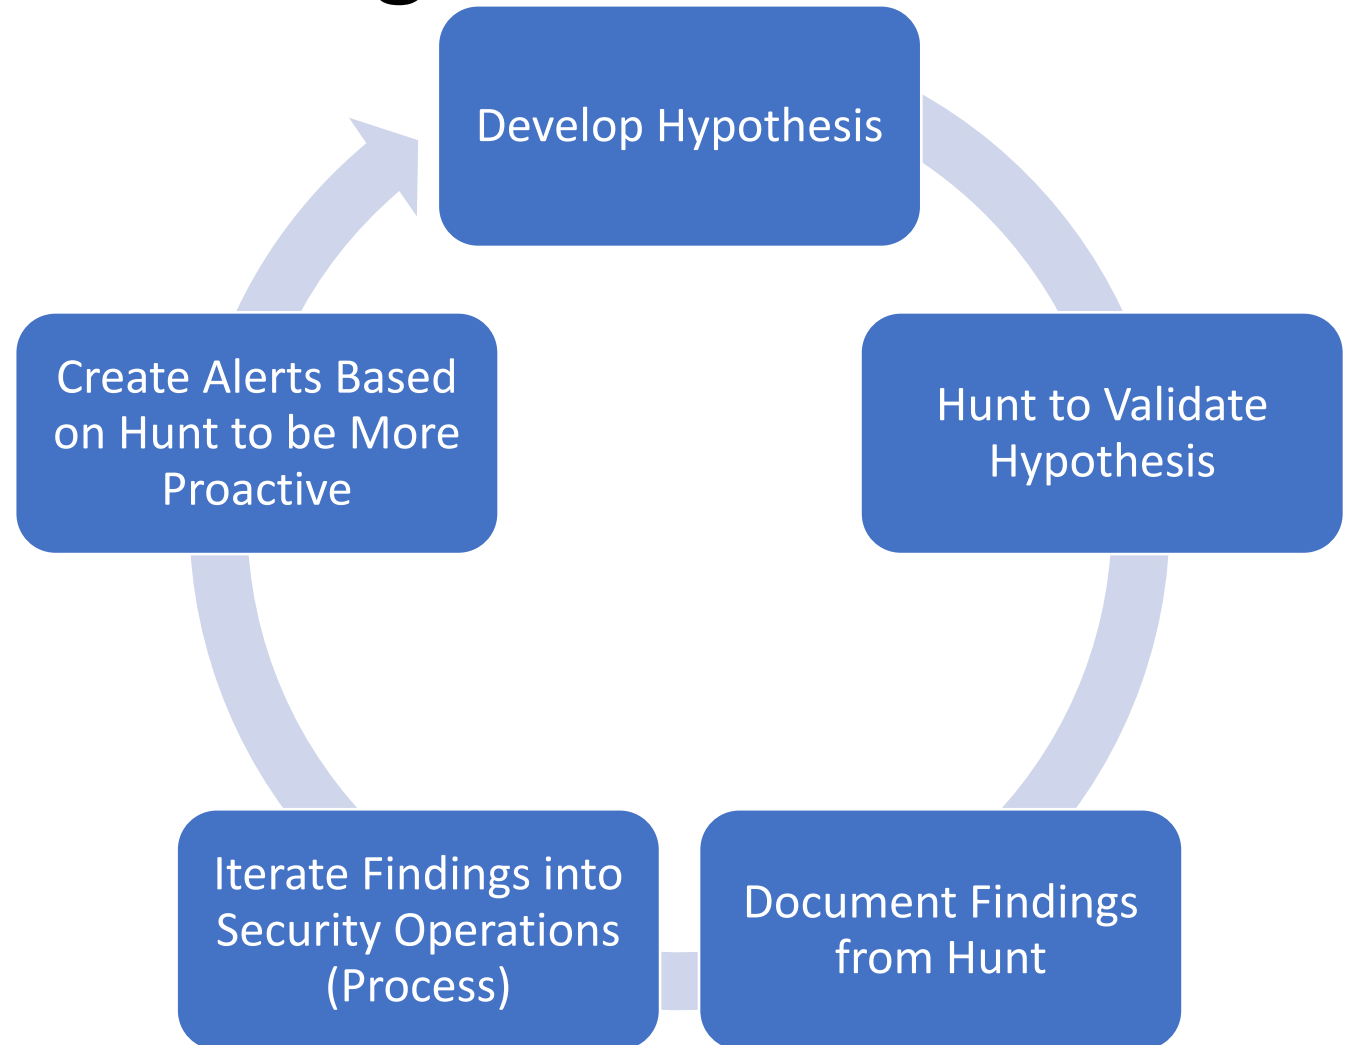 Develop Hypothesis
Hunt to Validate
Hypothesis
Document Findings
from Hunt
Iterate Findings into
Security Operations
(Process)
Create Alerts Based
on Hunt to be More
Proactive